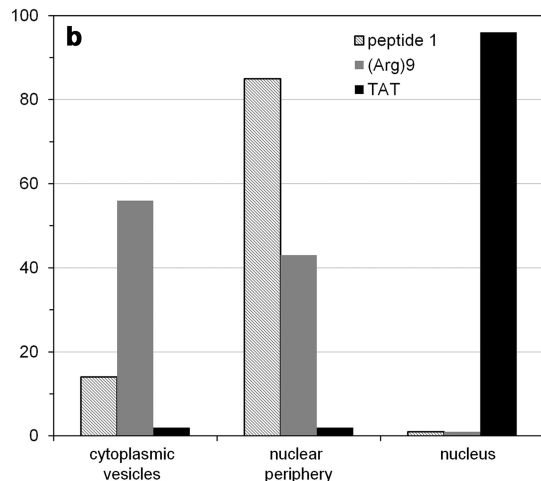 100
b
peptide 1
(Arg)9
TAT
80
60
40
20
0
cytoplasmic
vesicles
nuclear
periphery
nucleus